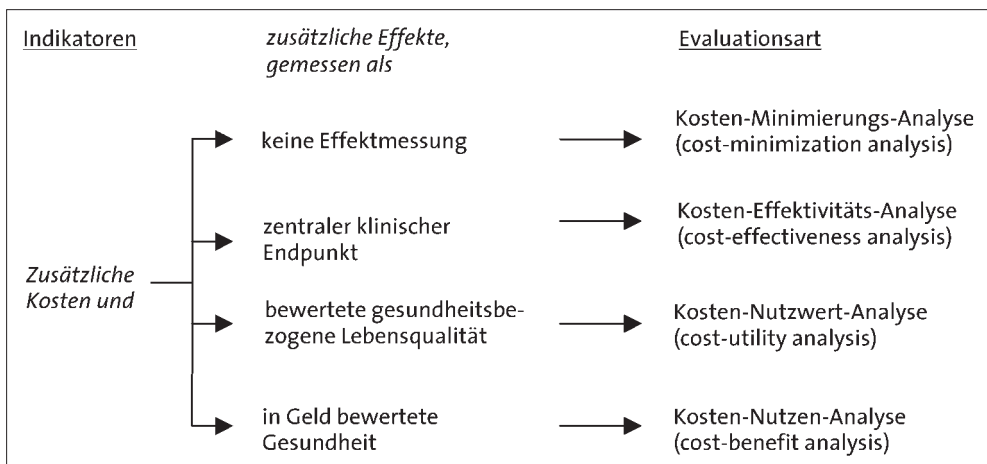 Indikatoren
zusätzliche Effekte,
gemessen als
Evaluationsart
keine Effektmessung
Kosten-Minimierungs-Analyse
(cost-minimization analysis)
zentraler klinischer
Endpunkt
Kosten-Effektivitäts-Analyse
(cost-effectiveness analysis)
Zusätzliche
Kosten und
bewertete gesundheitsbe-
zogene Lebensqualität
Kosten-Nutzwert-Analyse
(cost-utility analysis)
in Geld bewertete
Gesundheit
Kosten-Nutzen-Analyse
(cost-benefit analysis)